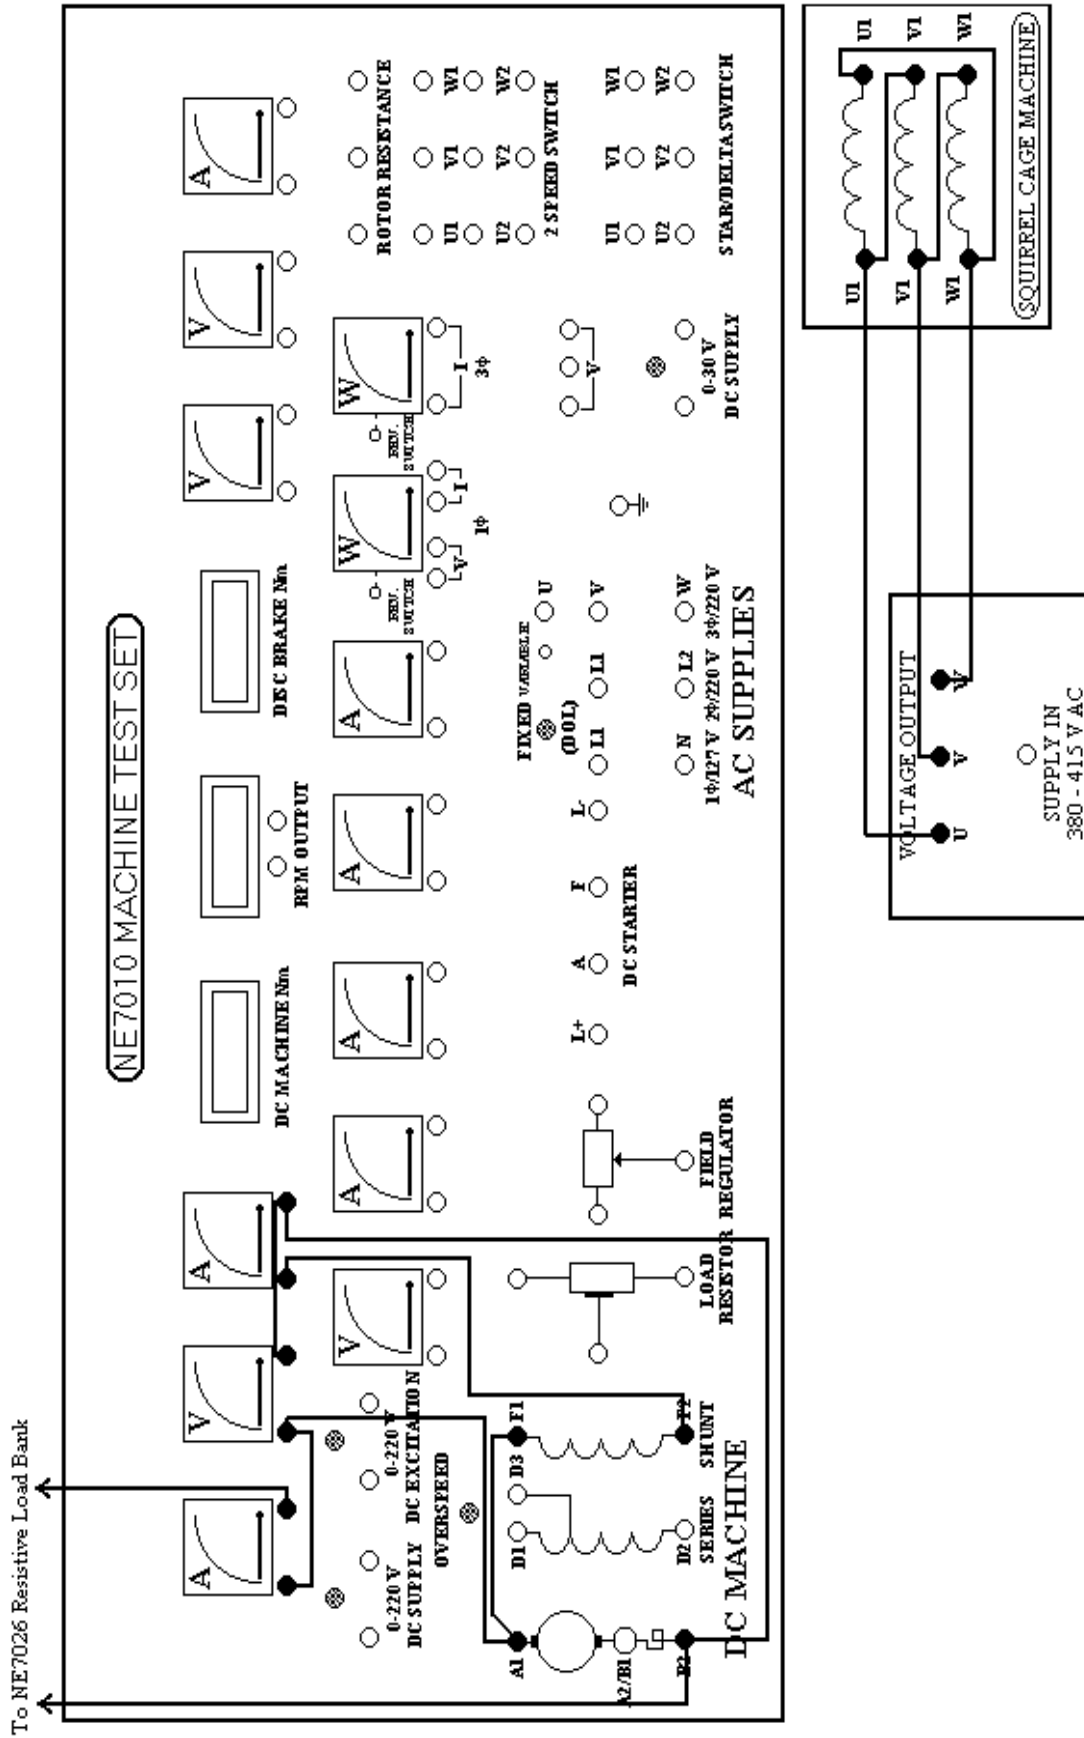 To NE7026 Resistive Load Bank
NE7010 MACHINE TEST SET
DC MACHINE Nm
RPM OUTPUT
DISC BRAKE Nm
A
V
A
V
V
A
V
A
A
A
A
W
W
REV.
SWITCH
REV.
SWITCH
V
I
1Φ
I
3Φ
V
0-220 V
DC SUPPLY
0-220 V
DC EXCITATION
OVERSPEED
A1
A2/B1
B2
D1
D3
D2
SERIES
F1
F2
SHUNT
DC MACHINE
LOAD
RESISTOR
FIELD
REGULATOR
L+
A
F
L-
DC STARTER
FIXED
VARIABLE
(DOL)
L1
L1
U
V
N
L2
W
1Φ/127 V
2Φ/220 V
3Φ/220 V
AC SUPPLIES
0-30 V
DC SUPPLY
ROTOR RESISTANCE
U1
V1
W1
U2
V2
W2
2 SPEED SWITCH
U1
V1
W1
U2
V2
W2
STAR/DELTA SWITCH
U1
V1
W1
U1
V1
W1
SQUIRREL CAGE MACHINE
VOLTAGE OUTPUT
U
V
W
SUPPLY IN
380 - 415 V AC